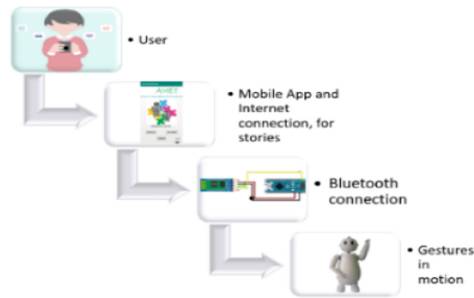 • User
• Mobile App and
Internet
connection, for
stories
• Bluetooth
connection
• Gestures
in
motion